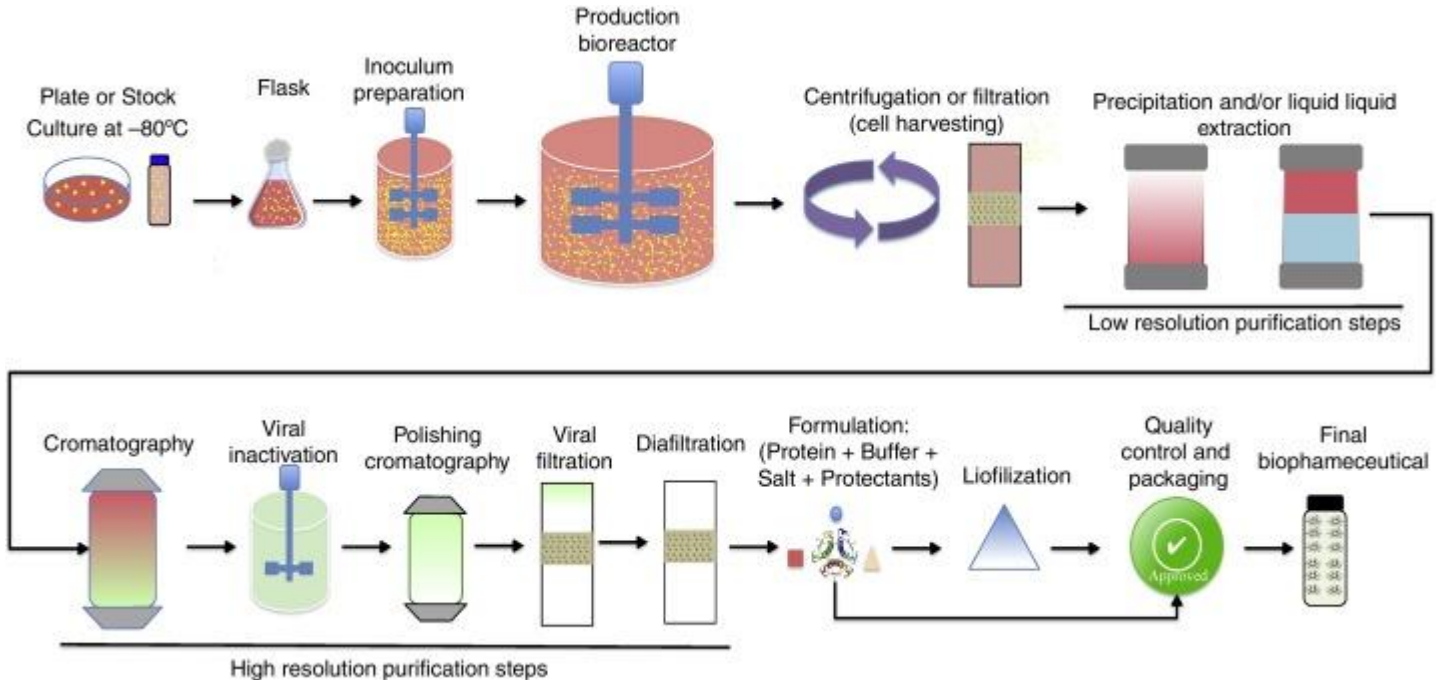 Plate or Stock
Culture at –80ºC
Flask
Inoculum
preparation
Production
bioreactor
Centrifugation or filtration
(cell harvesting)
Precipitation and/or liquid liquid
extraction
Low resolution purification steps
Cromatography
Viral
inactivation
Polishing
cromatography
Viral
filtration
Diafiltration
Formulation:
(Protein + Buffer +
Salt + Protectants)
Liofilization
Quality
control and
packaging
Approved
Final
biophameceutical
High resolution purification steps